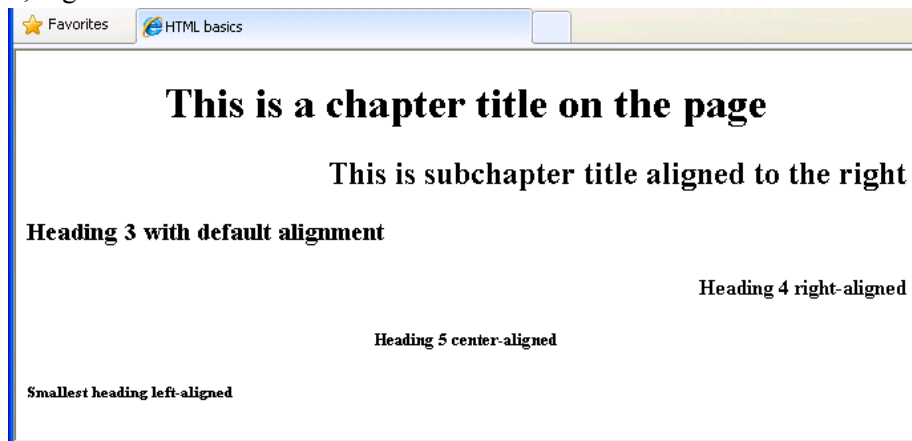 Favorites
HTML basics
This is a chapter title on the page
This is subchapter title aligned to the right
Heading 3 with default alignment
Heading 4 right-aligned
Heading 5 center-aligned
Smallest heading left-aligned